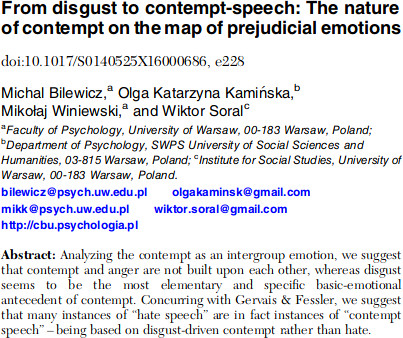 From disgust to contempt-speech: The nature
of contempt on the map of prejudicial emotions
doi:10.1017/S0140525X16000686, e228
Michal Bilewicz,a Olga Katarzyna Kamińska,b
Mikołaj Winiewski,a and Wiktor Soralc
aFaculty of Psychology, University of Warsaw, 00-183 Warsaw, Poland;
bDepartment of Psychology, SWPS University of Social Sciences and
Humanities, 03-815 Warsaw, Poland; cInstitute for Social Studies, University of
Warsaw, 00-183 Warsaw, Poland.
bilewicz@psych.uw.edu.pl olgakaminsk@gmail.com
mikk@psych.uw.edu.pl wiktor.soral@gmail.com
http://cbu.psychologia.pl
Abstract: Analyzing the contempt as an intergroup emotion, we suggest
that contempt and anger are not built upon each other, whereas disgust
seems to be the most elementary and specific basic-emotional
antecedent of contempt. Concurring with Gervais & Fessler, we suggest
that many instances of “hate speech” are in fact instances of “contempt
speech” – being based on disgust-driven contempt rather than hate.